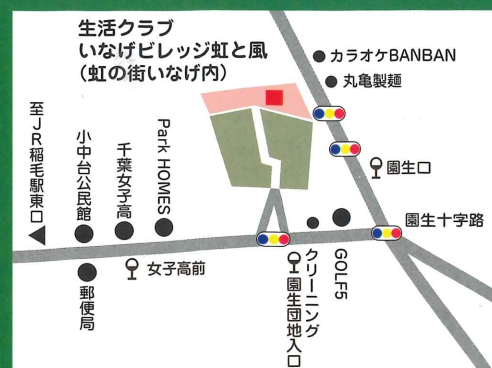 生活クラブ
いなげビレッジ虹と風
（虹の街いなげ内）
カラオケBANBAN
丸亀製麺
園生口
園生十字路
至JR稲毛駅東口
小中台公民館
千葉女子高
Park HOMES
郵便局
女子高前
園生団地入口
クリーニング
GOLF5